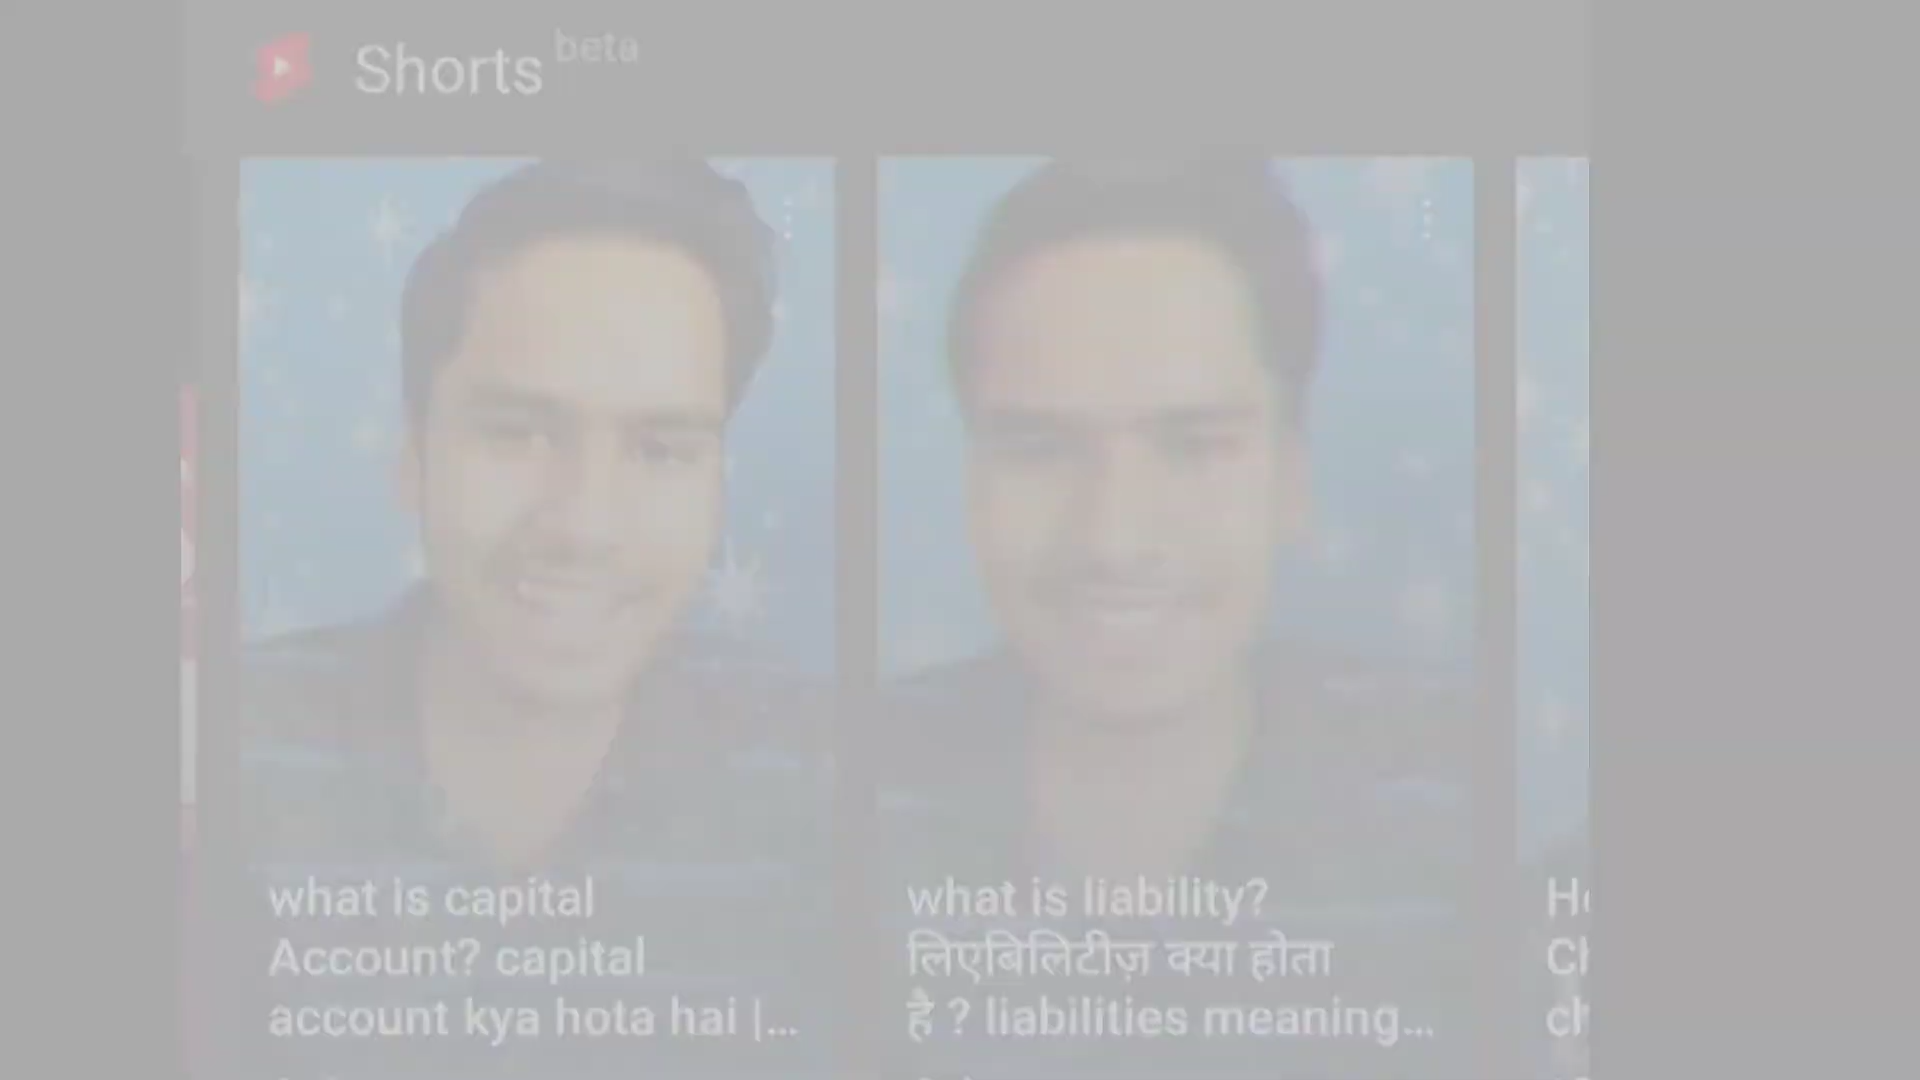 Shorts beta
what is capital
Account? capital
account kya hota hai |...
what is liability?
लिएबिलिटीज़ क्या होता
है ? liabilities meaning...